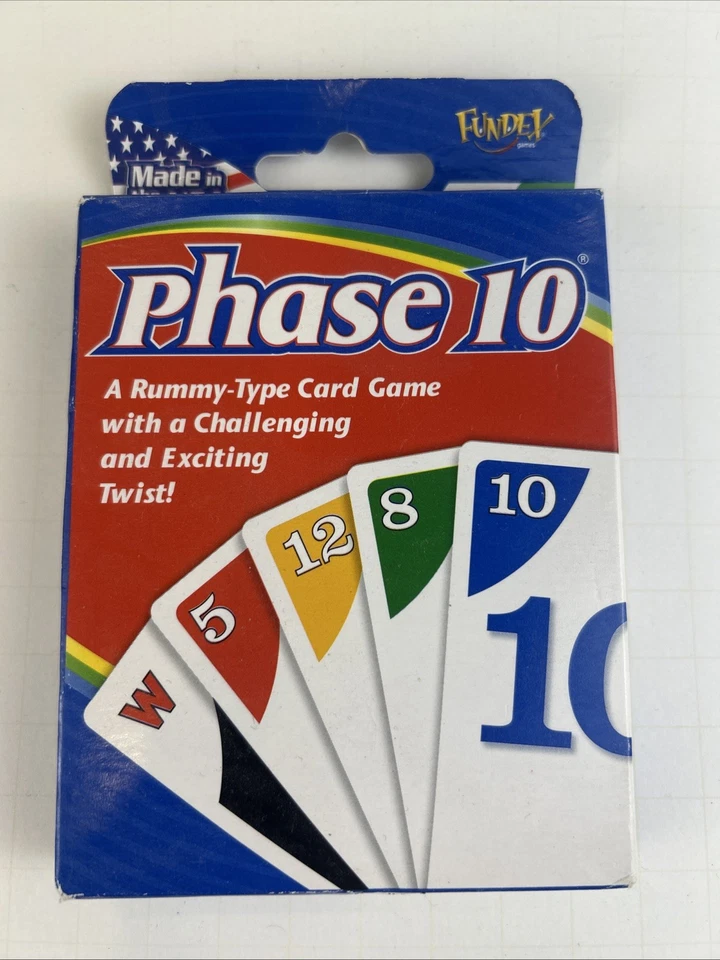 FUNDEX
games
Made in
Phase 10®
A Rummy-Type Card Game
with a Challenging
and Exciting
Twist!
W
5
12
8
10
10